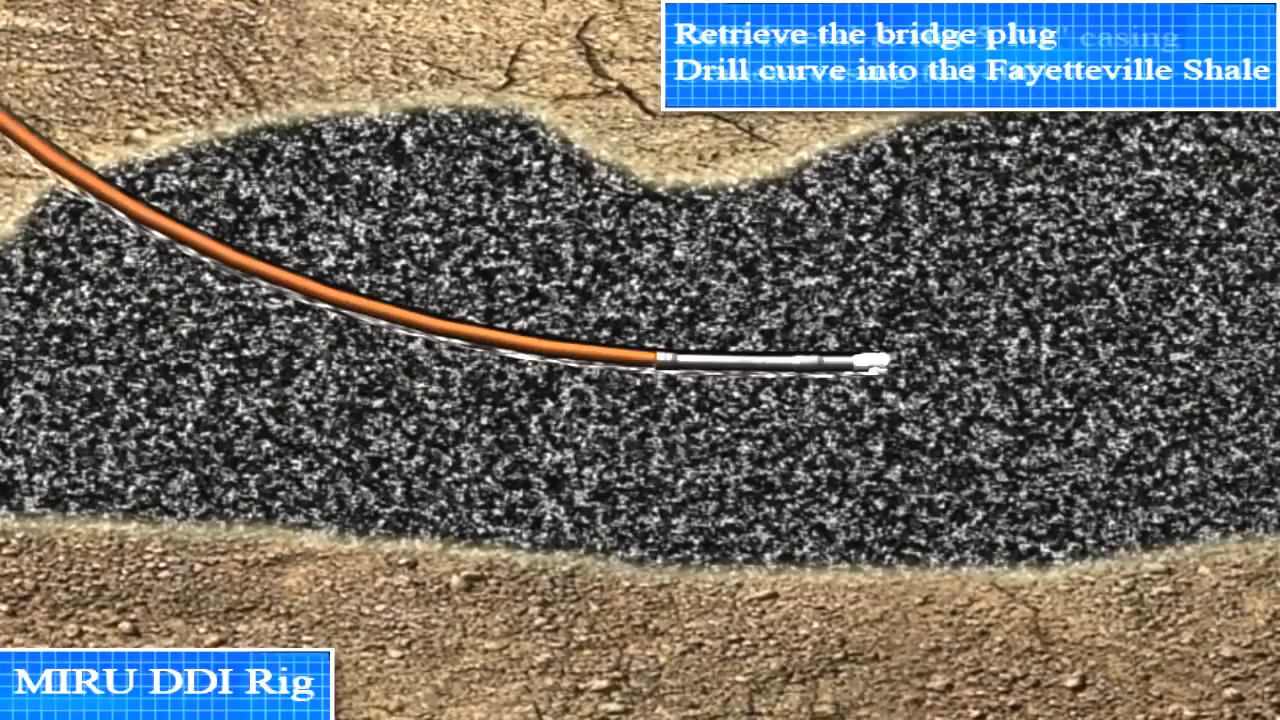 Retrieve the bridge plug
Drill curve into the Fayetteville Shale
MIRU DDI Rig